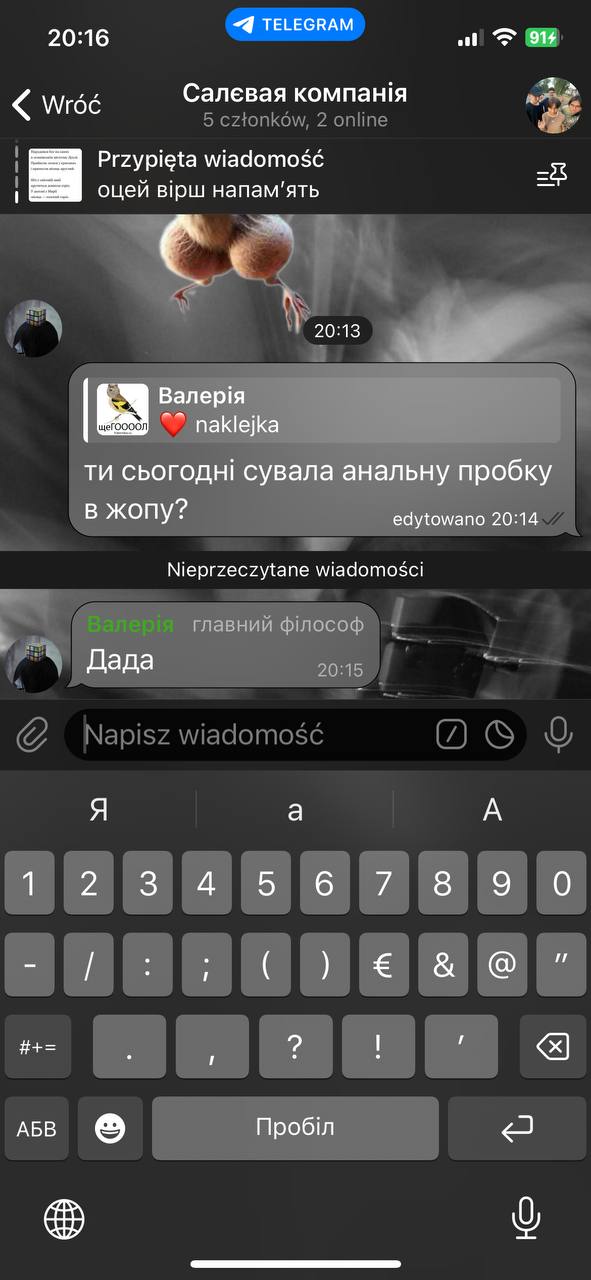 20:16
TELEGRAM
91
Wróć
Салєвая компанія
5 członków, 2 online
Przypięta wiadomość
оцей вірш напам’ять
20:13
щеГОООOЛ
Валерія
❤️ naklejka
ти сьогодні сувала анальну пробку
в жопу?
edytowano 20:14
Nieprzeczytane wiadomości
Валерія главний філософ
Дада
20:15
Napisz wiadomość
Я а А
1 2 3 4 5 6 7 8 9 0
- / : ; ( ) € & @ "
#+= . , ? ! ’
АБВ Пробіл